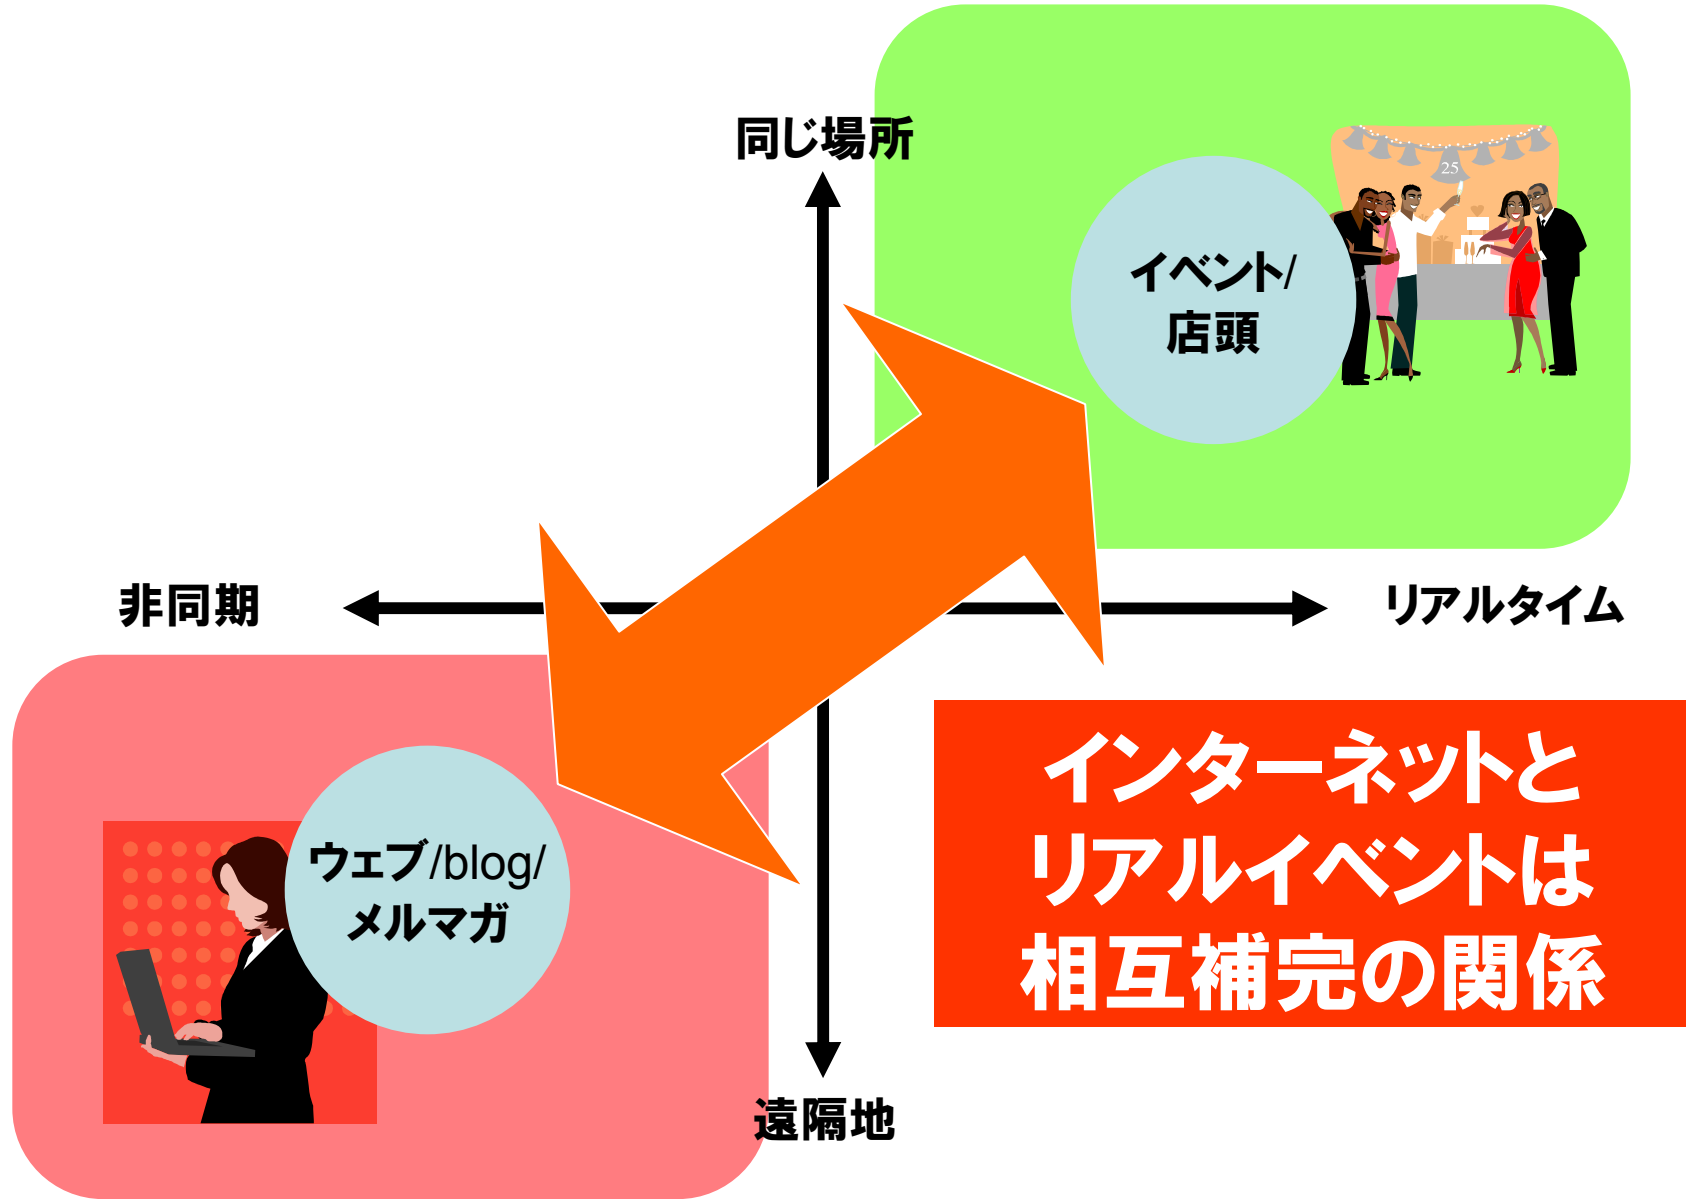 同じ場所
25
イベント/
店頭
非同期
リアルタイム
ウェブ/blog/
メルマガ
インターネットと
リアルイベントは
相互補完の関係
遠隔地